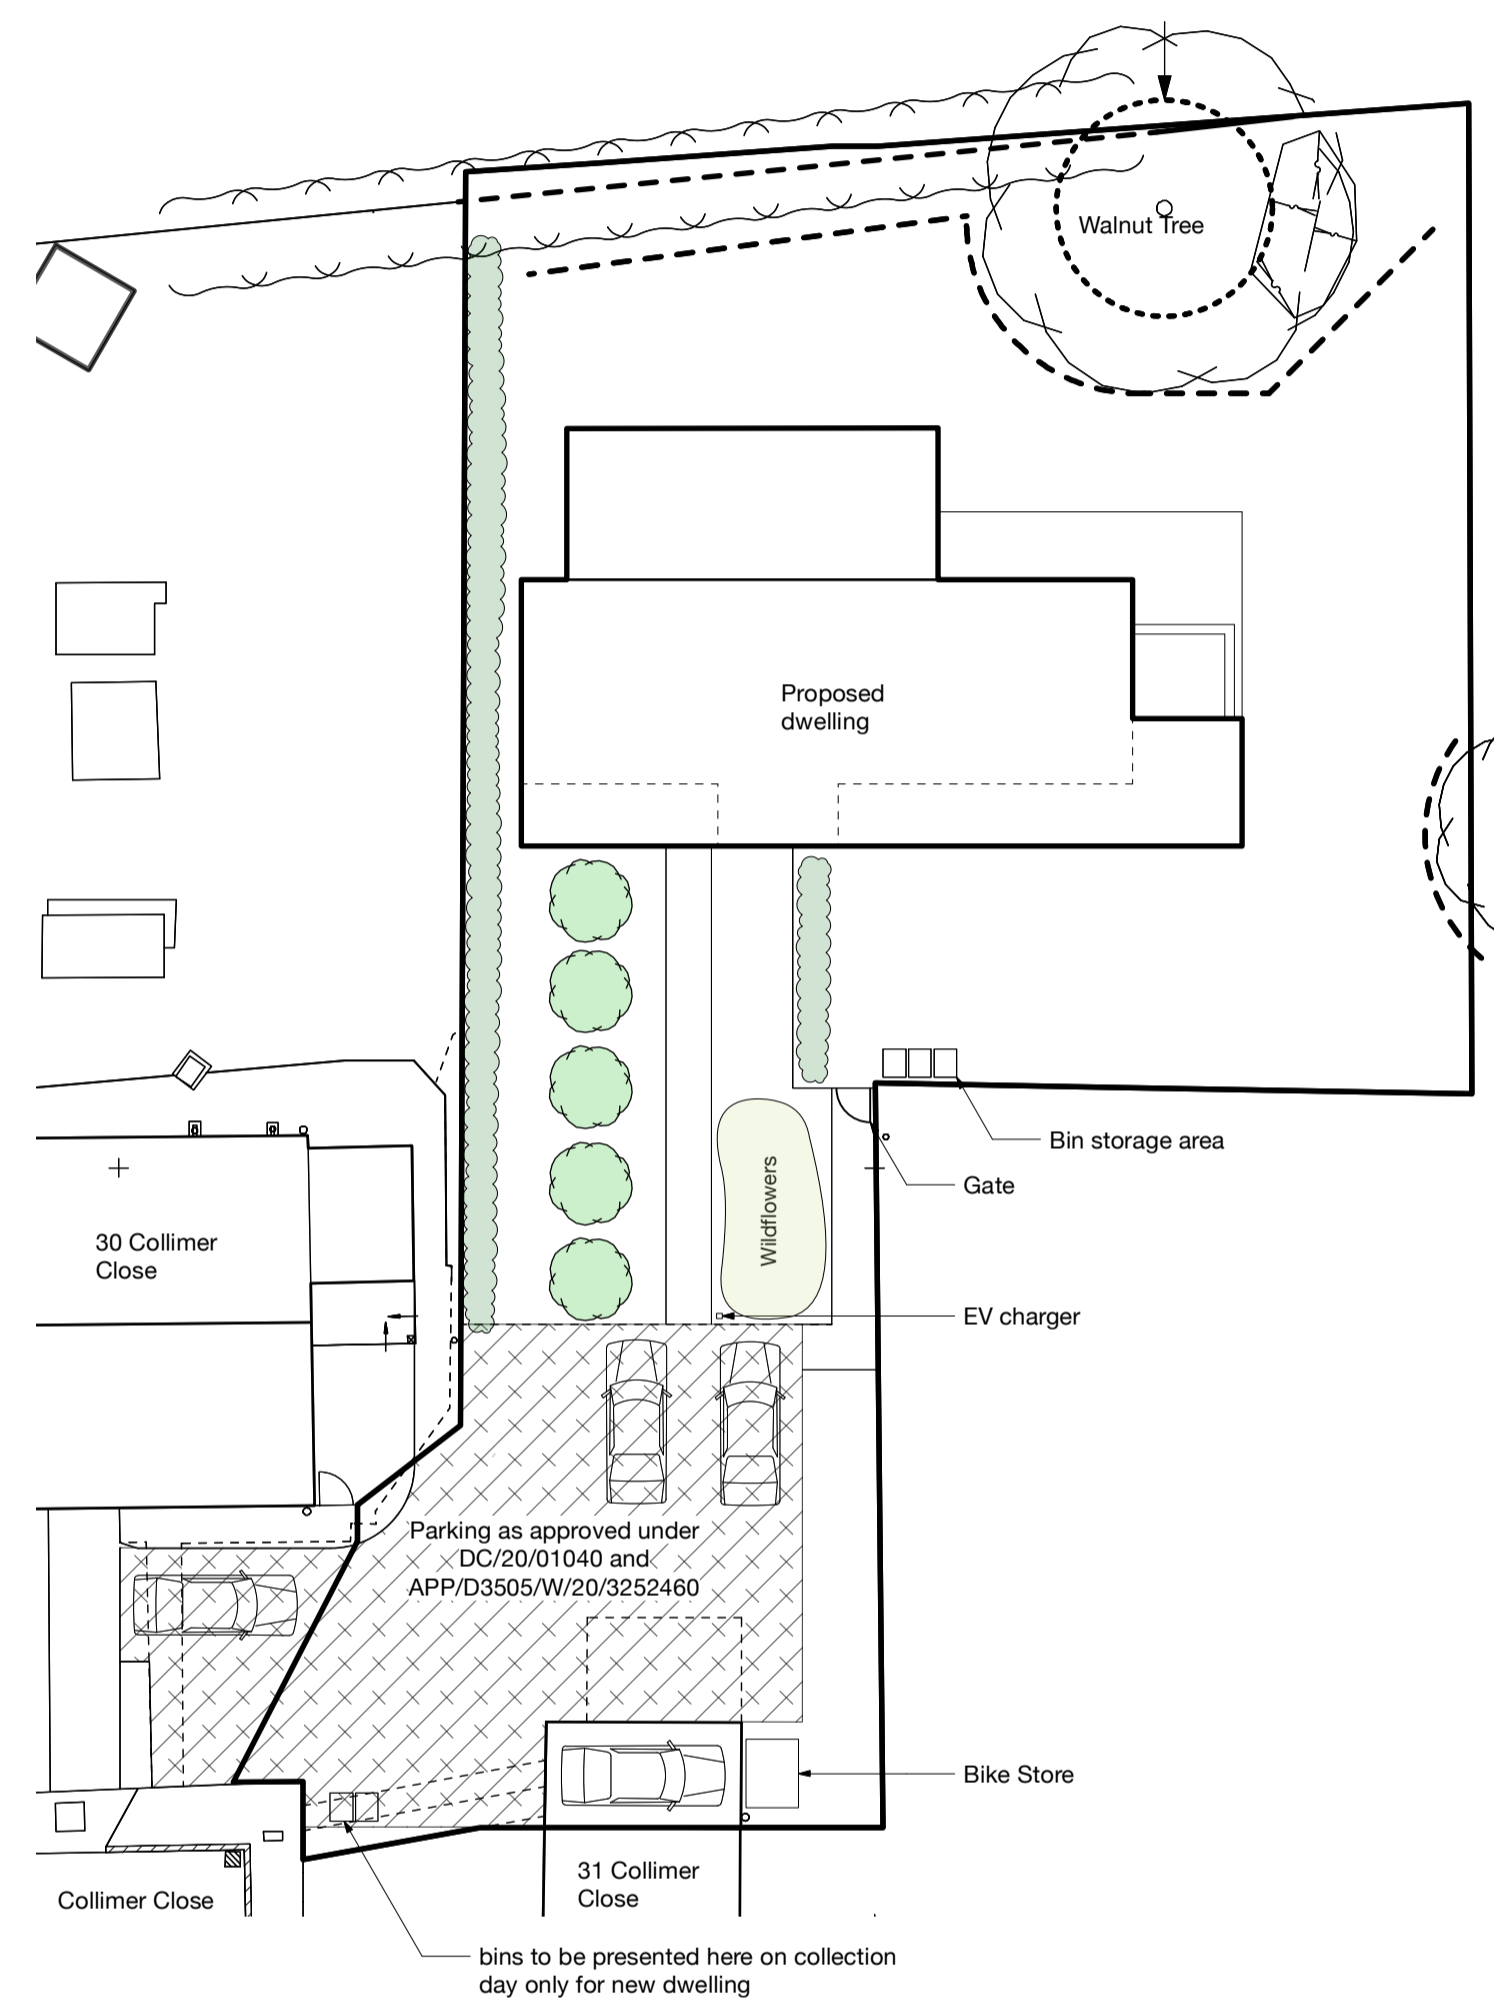 Walnut Tree
Proposed
dwelling
Bin storage area
Gate
Wildflowers
30 Collimer
Close
EV charger
Parking as approved under
DC/20/01040 and
APP/D3505/W/20/3252460
Bike Store
31 Collimer
Close
Collimer Close
bins to be presented here on collection
day only for new dwelling